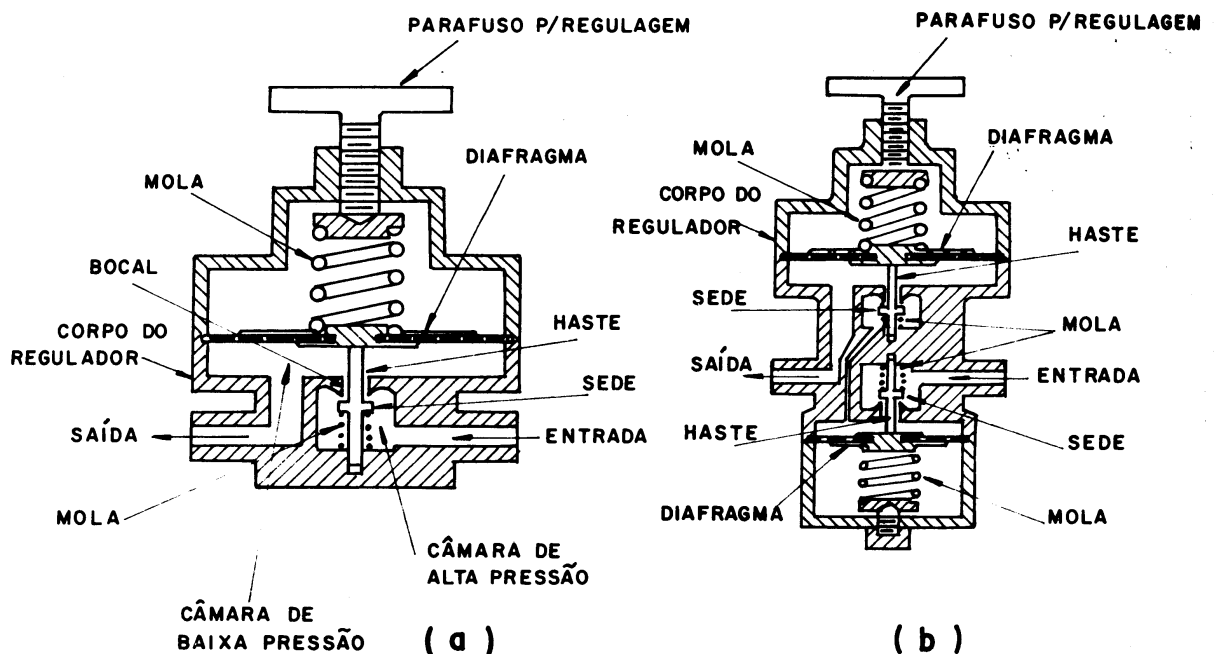 PARAFUSO P/REGULAGEM
DIAFRAGMA
MOLA
BOCAL
CORPO DO
REGULADOR
HASTE
SEDE
SAÍDA
ENTRADA
MOLA
CÂMARA DE
ALTA PRESSÃO
CÂMARA DE
BAIXA PRESSÃO
(a)
PARAFUSO P/REGULAGEM
DIAFRAGMA
MOLA
CORPO DO
REGULADOR
HASTE
SEDE
MOLA
SAÍDA
ENTRADA
HASTE
SEDE
DIAFRAGMA
MOLA
(b)